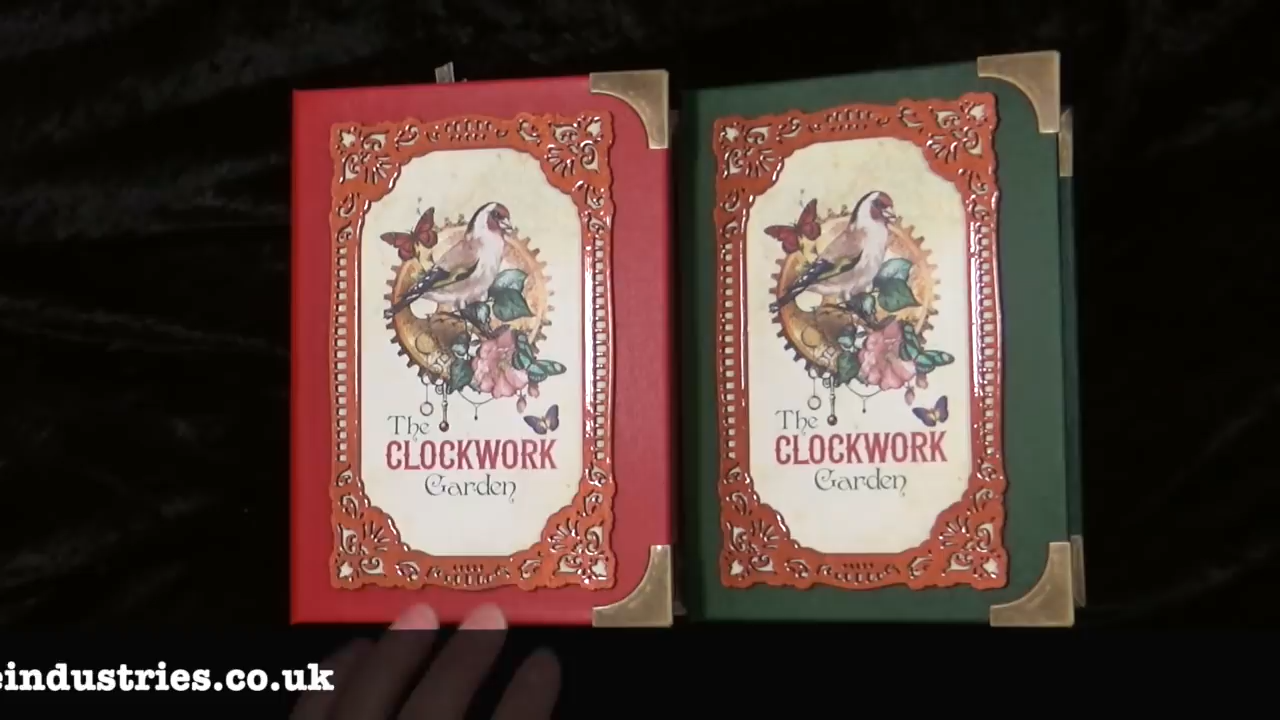 The
CLOCKWORK
Garden
The
CLOCKWORK
Garden
eindustries.co.uk